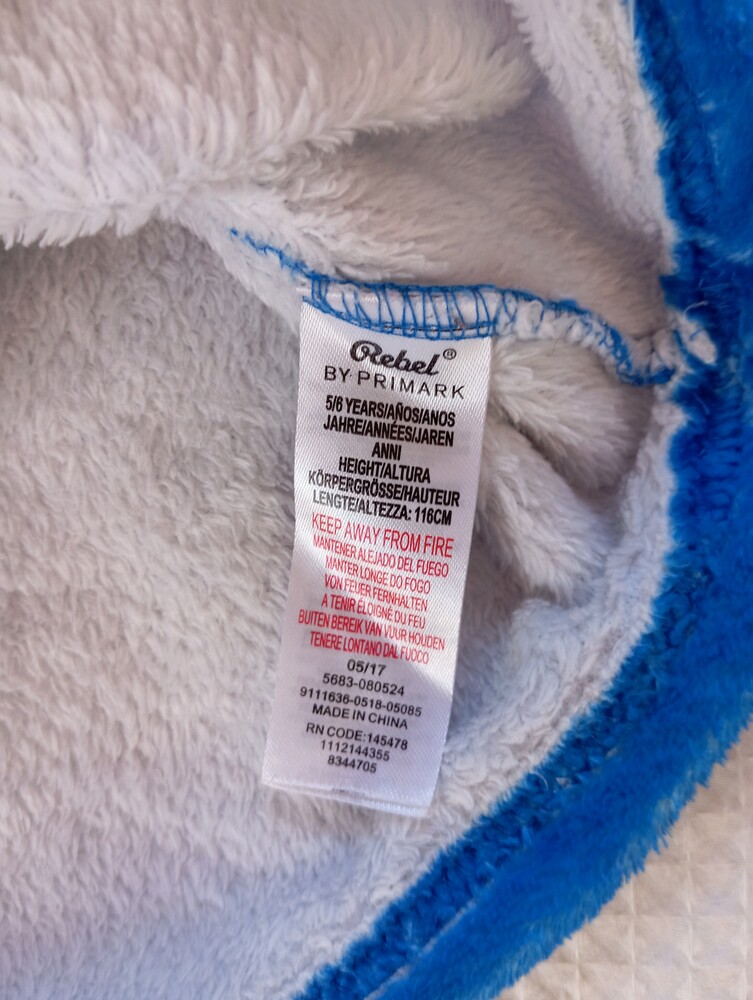 Rebel®
BY PRIMARK
5/6 YEARS/AÑOS/ANOS
JAHRE/ANNÉES/JAREN
ANNI
HEIGHT/ALTURA
KÖRPERGRÖSSE/HAUTEUR
LENGTE/ALTEZZA: 116CM
KEEP AWAY FROM FIRE
MANTENER ALEJADO DEL FUEGO
MANTER LONGE DO FOGO
VON FEUER FERNHALTEN
A TENIR ÉLOIGNÉ DU FEU
BUITEN BEREIK VAN VUUR HOUDEN
TENERE LONTANO DAL FUOCO
05/17
5683-080524
9111636-0518-05085
MADE IN CHINA
RN CODE:145478
1112144355
8344705